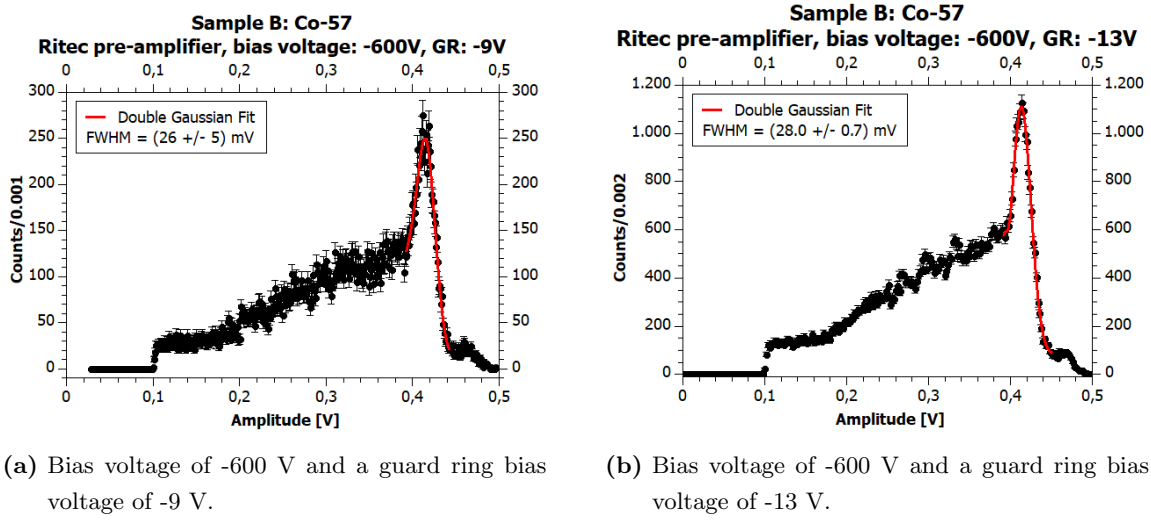 Sample B: Co-57
Ritec pre-amplifier, bias voltage: -600V, GR: -9V
0 0,1 0,2 0,3 0,4 0,5
300 300
Double Gaussian Fit
FWHM = (26 +/- 5) mV
250 250
200 200
150 150
100 100
50 50
0 0
Counts/0.001
0 0,1 0,2 0,3 0,4 0,5
Amplitude [V]
(a) Bias voltage of -600 V and a guard ring bias
voltage of -9 V.
Sample B: Co-57
Ritec pre-amplifier, bias voltage: -600V, GR: -13V
0 0,1 0,2 0,3 0,4 0,5
1.200 1.200
Double Gaussian Fit
FWHM = (28.0 +/- 0.7) mV
1.000 1.000
800 800
600 600
400 400
200 200
0 0
Counts/0.002
0 0,1 0,2 0,3 0,4 0,5
Amplitude [V]
(b) Bias voltage of -600 V and a guard ring bias
voltage of -13 V.